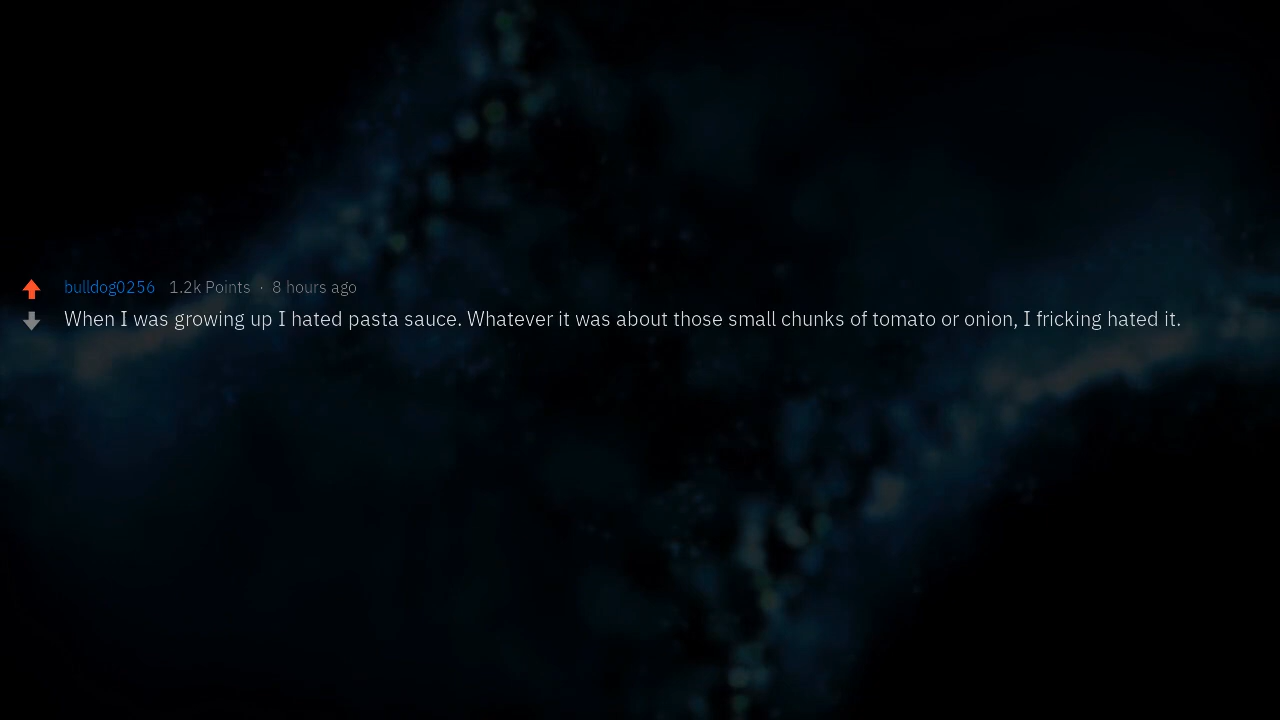 bulldog0256 1.2k Points · 8 hours ago
When I was growing up I hated pasta sauce. Whatever it was about those small chunks of tomato or onion, I fricking hated it.